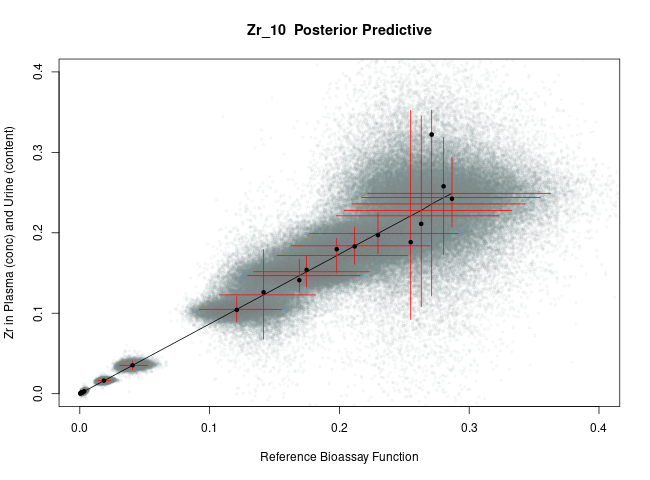 Zr_10  Posterior Predictive
Zr in Plasma (conc) and Urine (content)
0.4
0.3
0.2
0.1
0.0
0.0 0.1 0.2 0.3 0.4
Reference Bioassay Function